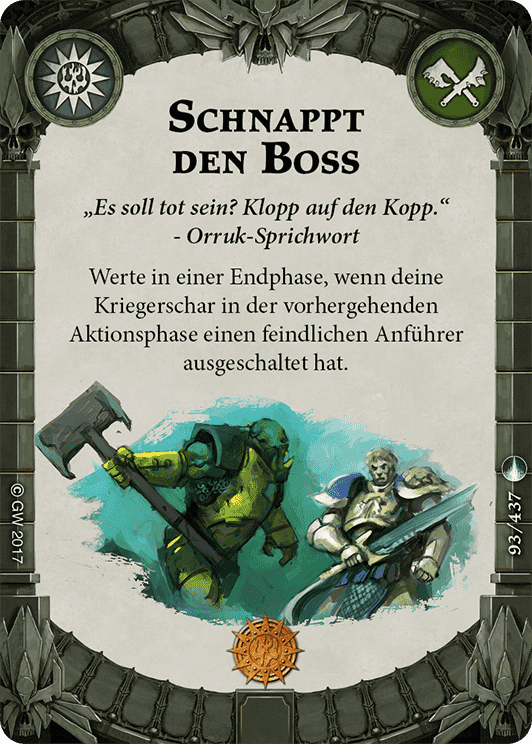 Schnappt
den Boss
„Es soll tot sein? Klopp auf den Kopp.“
- Orruk-Sprichwort
Werte in einer Endphase, wenn deine
Kriegerschar in der vorhergehenden
Aktionsphase einen feindlichen Anführer
ausgeschaltet hat.
© GW 2017
93/437